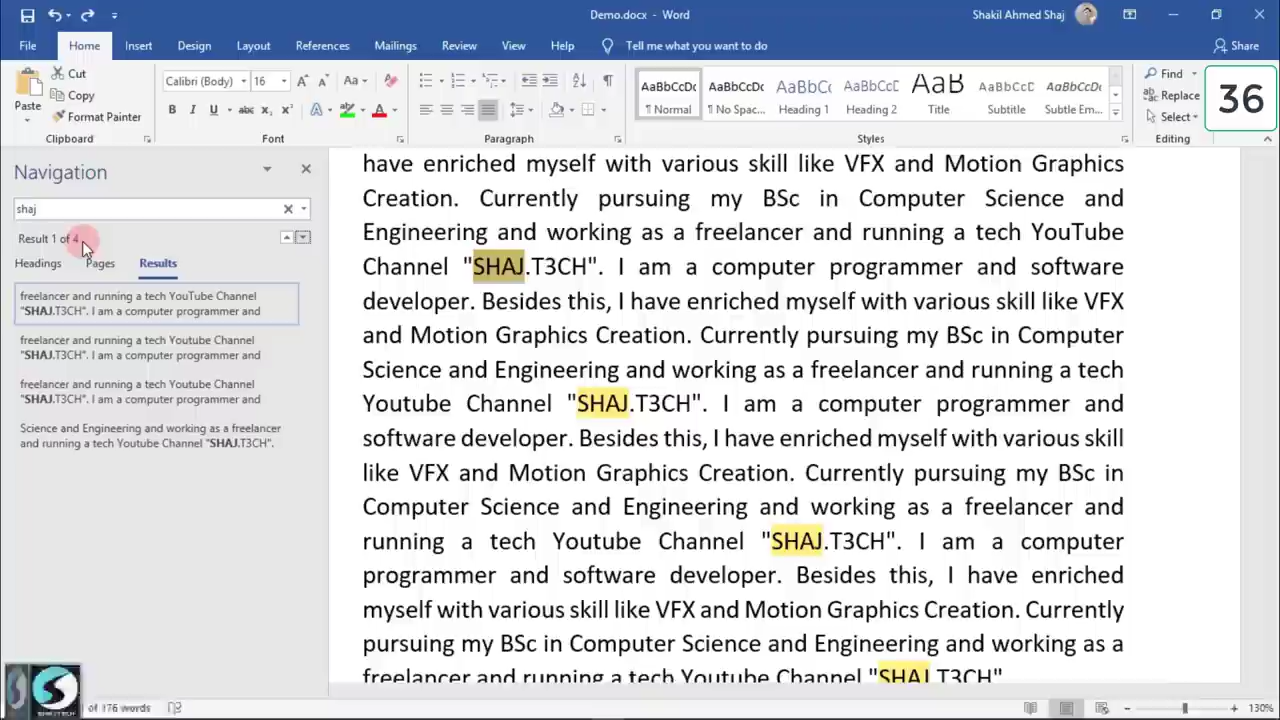 Demo.docx - Word
Shakil Ahmed Shaj
File Home Insert Design Layout References Mailings Review View Help Tell me what you want to do Share
Paste
Cut
Copy
Format Painter
Clipboard
Calibri (Body) 16
Font
Paragraph
AaBbCcDc AaBbCcDc AaBbCc AaBbCcD AaB AaBbCcD AaBbCcDc
¶ Normal ¶ No Spac... Heading 1 Heading 2 Title Subtitle Subtle Em...
Styles
Find
Replace
Select
Editing
36
Navigation
shaj
Result 1 of 4
Headings Pages Results
freelancer and running a tech YouTube Channel
"SHAJ.T3CH". I am a computer programmer and
freelancer and running a tech Youtube Channel
"SHAJ.T3CH". I am a computer programmer and
freelancer and running a tech Youtube Channel
"SHAJ.T3CH". I am a computer programmer and
Science and Engineering and working as a freelancer
and running a tech Youtube Channel "SHAJ.T3CH".
have enriched myself with various skill like VFX and Motion Graphics
Creation. Currently pursuing my BSc in Computer Science and
Engineering and working as a freelancer and running a tech YouTube
Channel "SHAJ.T3CH". I am a computer programmer and software
developer. Besides this, I have enriched myself with various skill like VFX
and Motion Graphics Creation. Currently pursuing my BSc in Computer
Science and Engineering and working as a freelancer and running a tech
Youtube Channel "SHAJ.T3CH". I am a computer programmer and
software developer. Besides this, I have enriched myself with various skill
like VFX and Motion Graphics Creation. Currently pursuing my BSc in
Computer Science and Engineering and working as a freelancer and
running a tech Youtube Channel "SHAJ.T3CH". I am a computer
programmer and software developer. Besides this, I have enriched
myself with various skill like VFX and Motion Graphics Creation. Currently
pursuing my BSc in Computer Science and Engineering and working as a
freelancer and running a tech Youtube Channel "SHAJ.T3CH".
of 176 words
130%